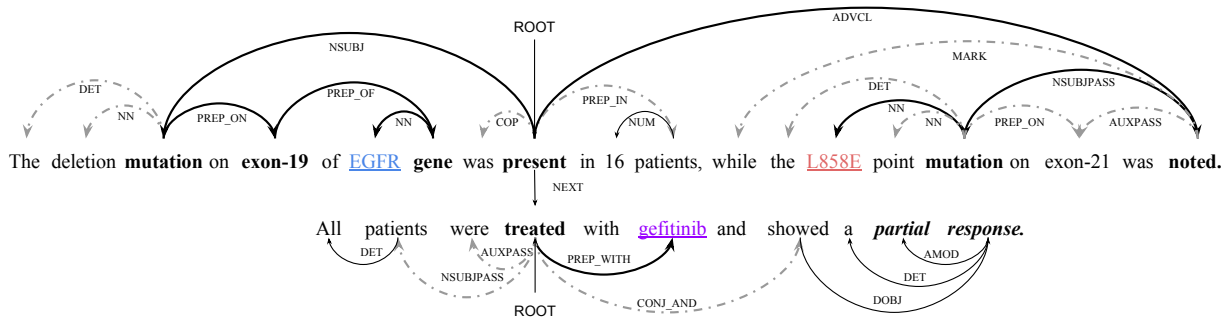 ROOT
ADVCL
NSUBJ
MARK
DET
NSUBJPASS
DET
PREP_OF
PREP_IN
NN
PREP_ON
NN
COP
NUM
NN
NN
PREP_ON
AUXPASS
The deletion mutation on exon-19 of EGFR gene was present in 16 patients, while the L858E point mutation on exon-21 was noted.
NEXT
All patients were treated with gefitinib and showed a partial response.
DET
AUXPASS
PREP_WITH
AMOD
NSUBJPASS
DET
CONJ_AND
DOBJ
ROOT